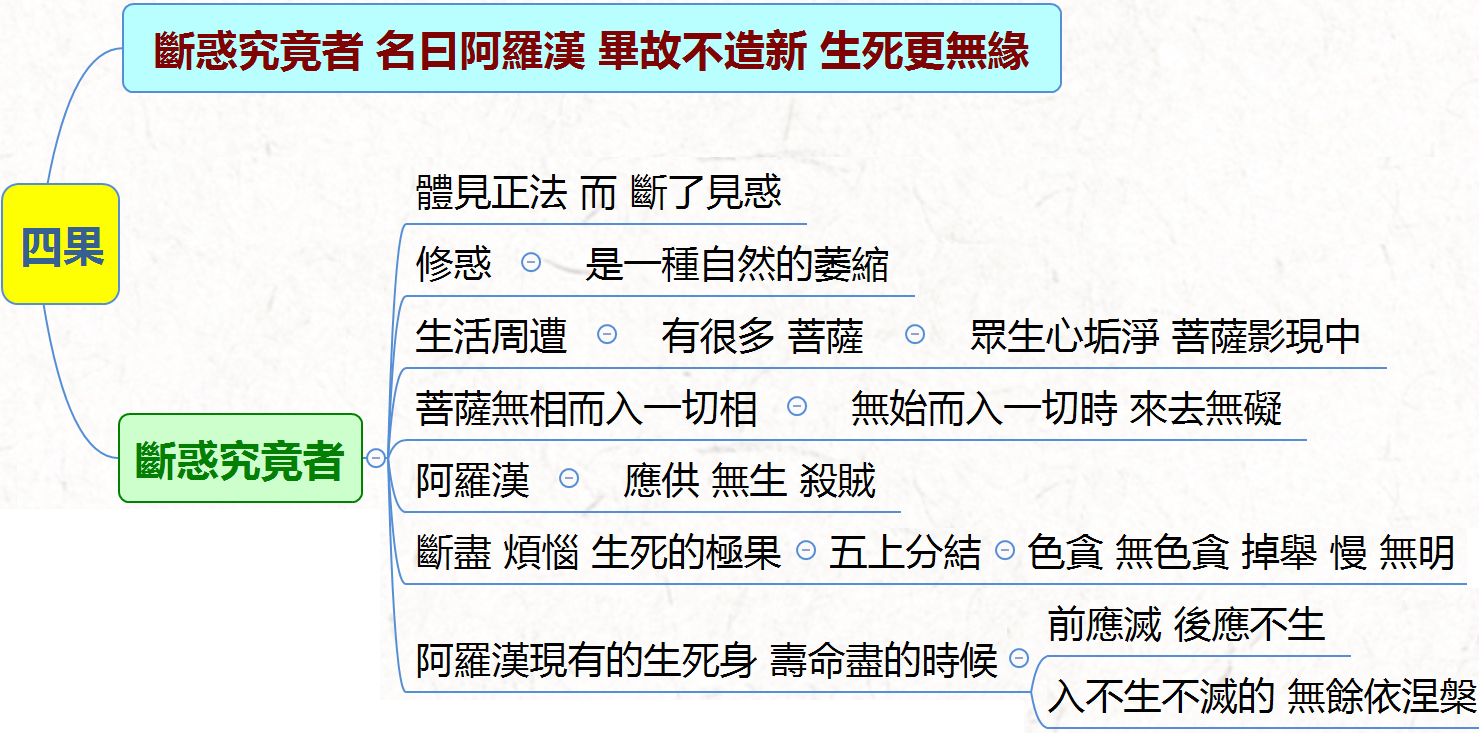 斷惑究竟者 名曰阿羅漢 畢故不造新 生死更無緣
四果
斷惑究竟者
體見正法 而 斷了見惑
修惑 是一種自然的萎縮
生活周遭 有很多 菩薩 眾生心垢淨 菩薩影現中
菩薩無相而入一切相 無始而入一切時 來去無礙
阿羅漢 應供 無生 殺賊
斷盡 煩惱 生死的極果 五上分結 色貪 無色貪 掉舉 慢 無明
阿羅漢現有的生死身 壽命盡的時候
前應滅 後應不生
入不生不滅的 無餘依涅槃